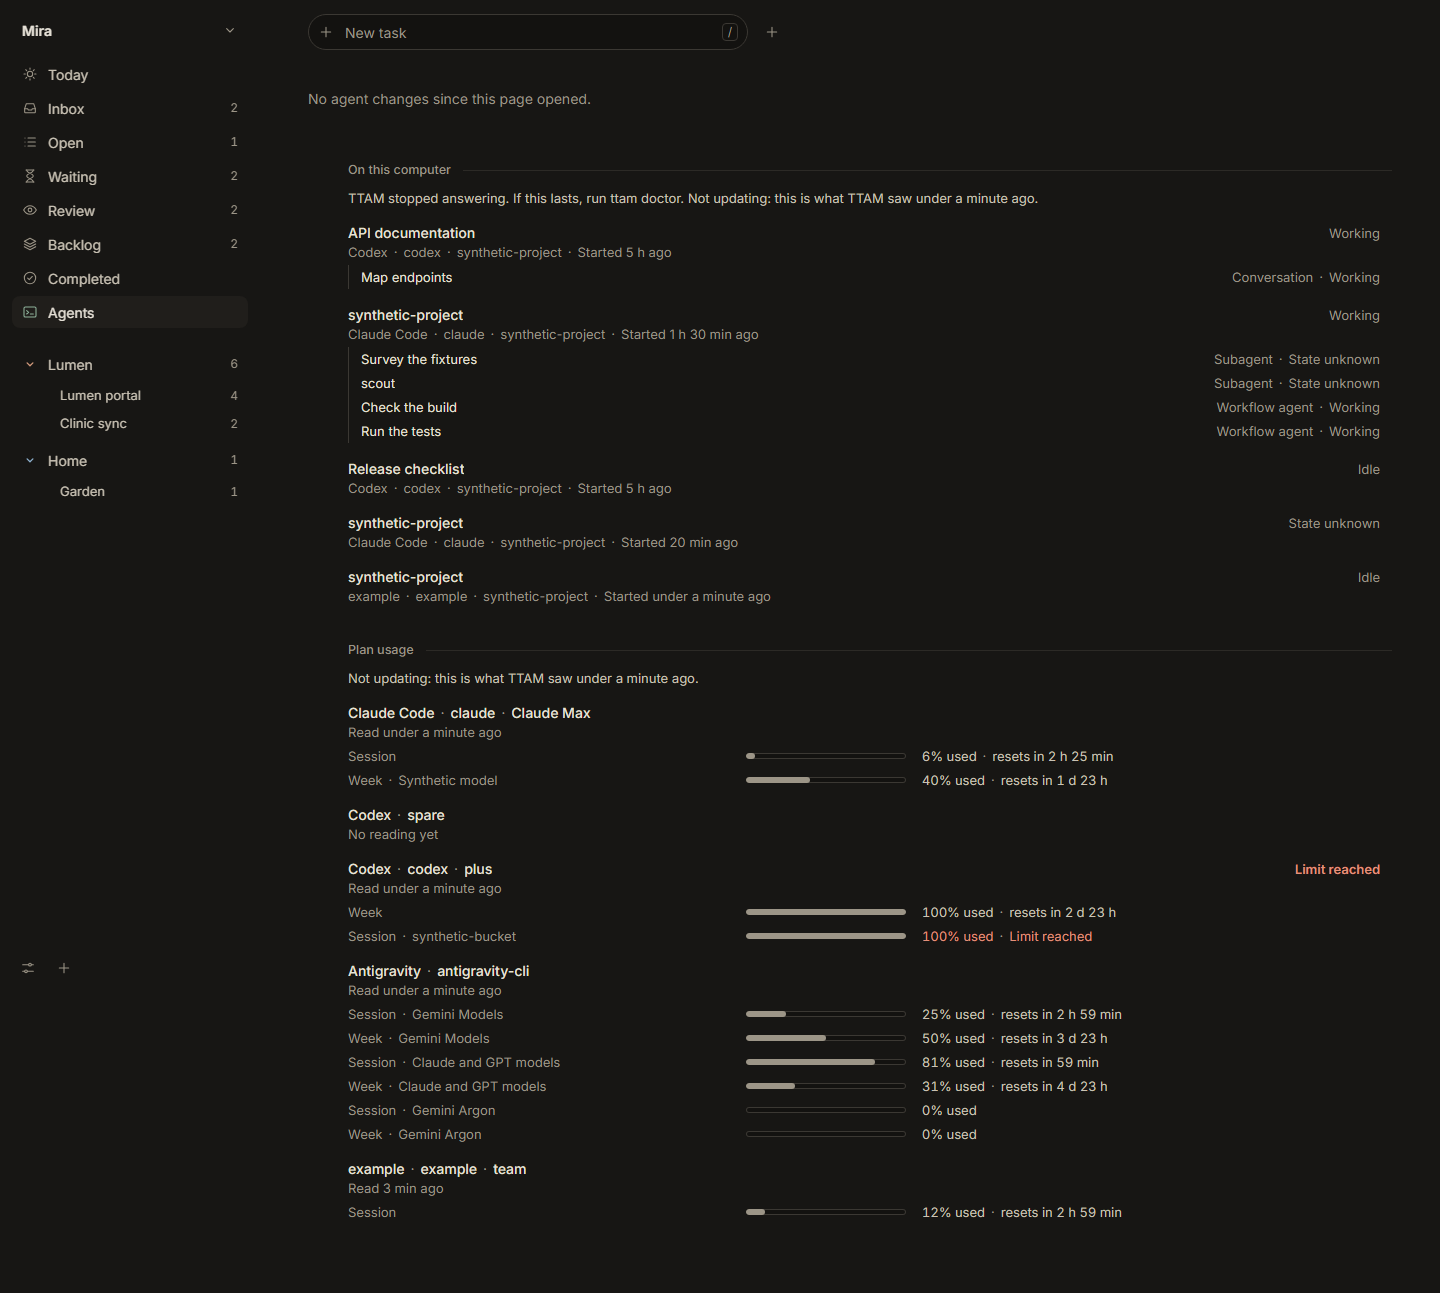 Mira
Today
Inbox 2
Open 1
Waiting 2
Review 2
Backlog 2
Completed
Agents
Lumen 6
Lumen portal 4
Clinic sync 2
Home 1
Garden 1
New task /
No agent changes since this page opened.
On this computer
TTAM stopped answering. If this lasts, run ttam doctor. Not updating: this is what TTAM saw under a minute ago.
API documentation Working
Codex · codex · synthetic-project · Started 5 h ago
Map endpoints Conversation · Working
synthetic-project Working
Claude Code · claude · synthetic-project · Started 1 h 30 min ago
Survey the fixtures Subagent · State unknown
scout Subagent · State unknown
Check the build Workflow agent · Working
Run the tests Workflow agent · Working
Release checklist Idle
Codex · codex · synthetic-project · Started 5 h ago
synthetic-project State unknown
Claude Code · claude · synthetic-project · Started 20 min ago
synthetic-project Idle
example · example · synthetic-project · Started under a minute ago
Plan usage
Not updating: this is what TTAM saw under a minute ago.
Claude Code · claude · Claude Max
Read under a minute ago
Session 6% used · resets in 2 h 25 min
Week · Synthetic model 40% used · resets in 1 d 23 h
Codex · spare
No reading yet
Codex · codex · plus Limit reached
Read under a minute ago
Week 100% used · resets in 2 d 23 h
Session · synthetic-bucket 100% used · Limit reached
Antigravity · antigravity-cli
Read under a minute ago
Session · Gemini Models 25% used · resets in 2 h 59 min
Week · Gemini Models 50% used · resets in 3 d 23 h
Session · Claude and GPT models 81% used · resets in 59 min
Week · Claude and GPT models 31% used · resets in 4 d 23 h
Session · Gemini Argon 0% used
Week · Gemini Argon 0% used
example · example · team
Read 3 min ago
Session 12% used · resets in 2 h 59 min